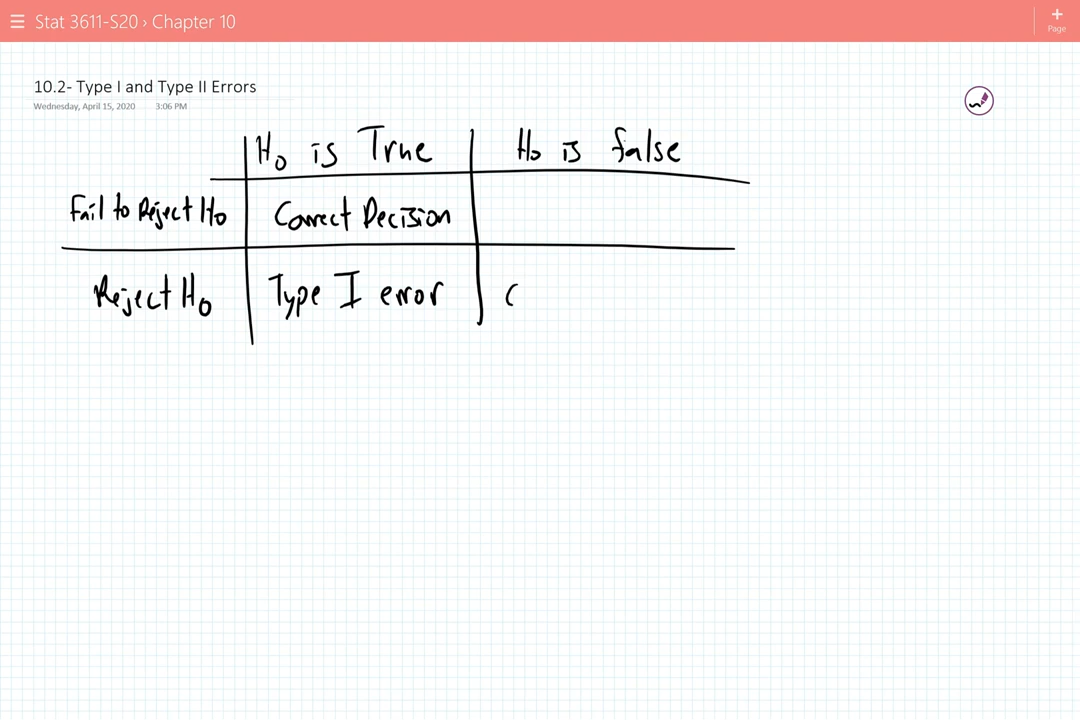 Stat 3611-S20 › Chapter 10
+
Page
10.2- Type I and Type II Errors
Wednesday, April 15, 2020 3:06 PM
H₀ is True H₀ is false
Fail to Reject H₀ Correct Decision
Reject H₀ Type I error C